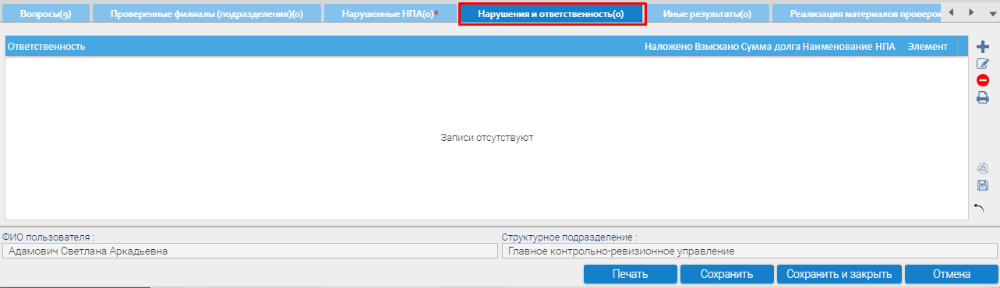 Вопросы(9) Проверенные филиалы (подразделения)(0) Нарушенные НПА(0)* Нарушения и ответственность(0) Иные результаты(0) Реализация материалов проверок
Ответственность Наложено Взыскано Сумма долга Наименование НПА Элемент
Записи отсутствуют
ФИО пользователя : Структурное подразделение :
Адамович Светлана Аркадьевна Главное контрольно-ревизионное управление
Печать Сохранить Сохранить и закрыть Отмена